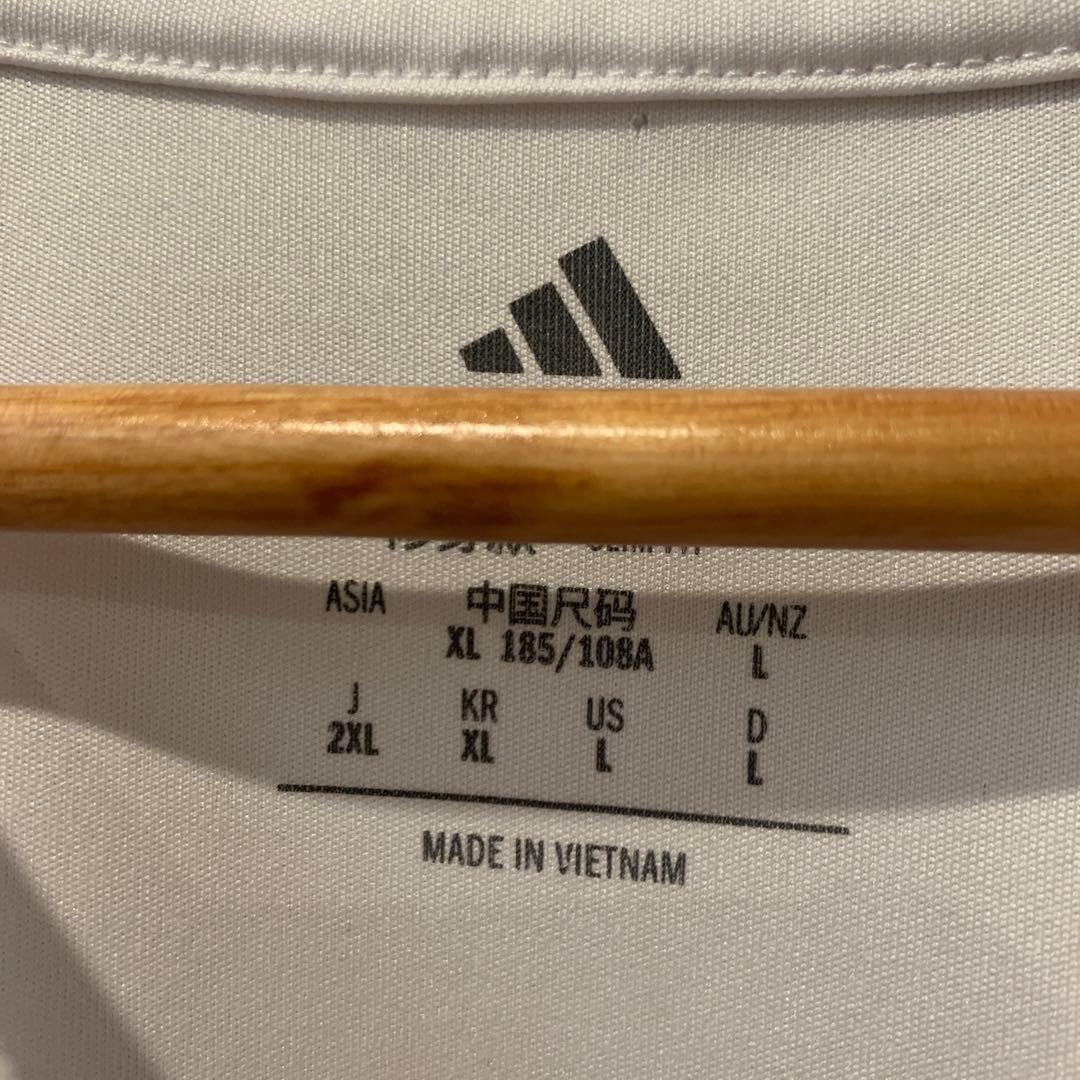 ASIA 中国尺码 AU/NZ
XL 185/108A L
J KR US D
2XL XL L L
MADE IN VIETNAM